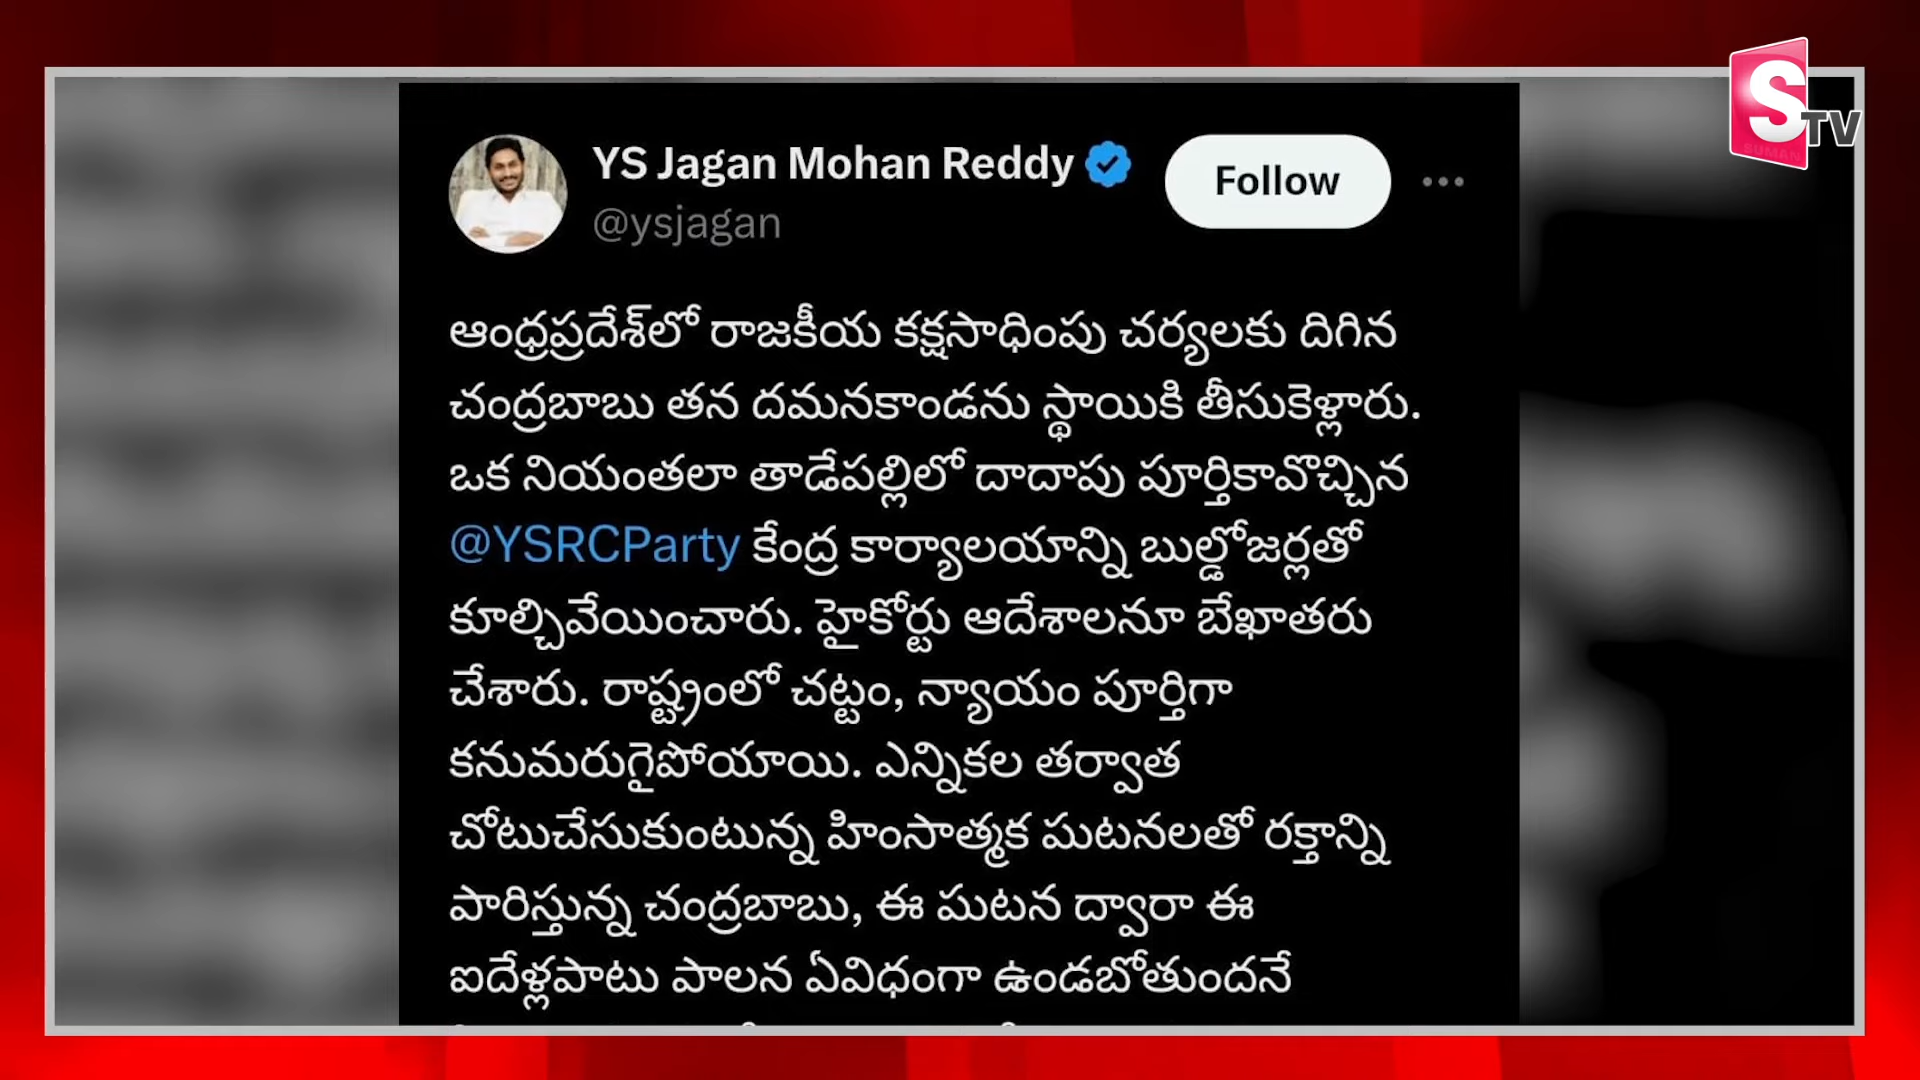 YS Jagan Mohan Reddy
@ysjagan
Follow
S TV
SUMAN
ఆంధ్రప్రదేశ్‌లో రాజకీయ కక్షసాధింపు చర్యలకు దిగిన
చంద్రబాబు తన దమనకాండను స్థాయికి తీసుకెళ్లారు.
ఒక నియంతలా తాడేపల్లిలో దాదాపు పూర్తికావొచ్చిన
@YSRCParty కేంద్ర కార్యాలయాన్ని బుల్డోజర్లతో
కూల్చివేయించారు. హైకోర్టు ఆదేశాలనూ బేఖాతరు
చేశారు. రాష్ట్రంలో చట్టం, న్యాయం పూర్తిగా
కనుమరుగైపోయాయి. ఎన్నికల తర్వాత
చోటుచేసుకుంటున్న హింసాత్మక ఘటనలతో రక్తాన్ని
పారిస్తున్న చంద్రబాబు, ఈ ఘటన ద్వారా ఈ
ఐదేళ్లపాటు పాలన ఏవిధంగా ఉండబోతుందనే